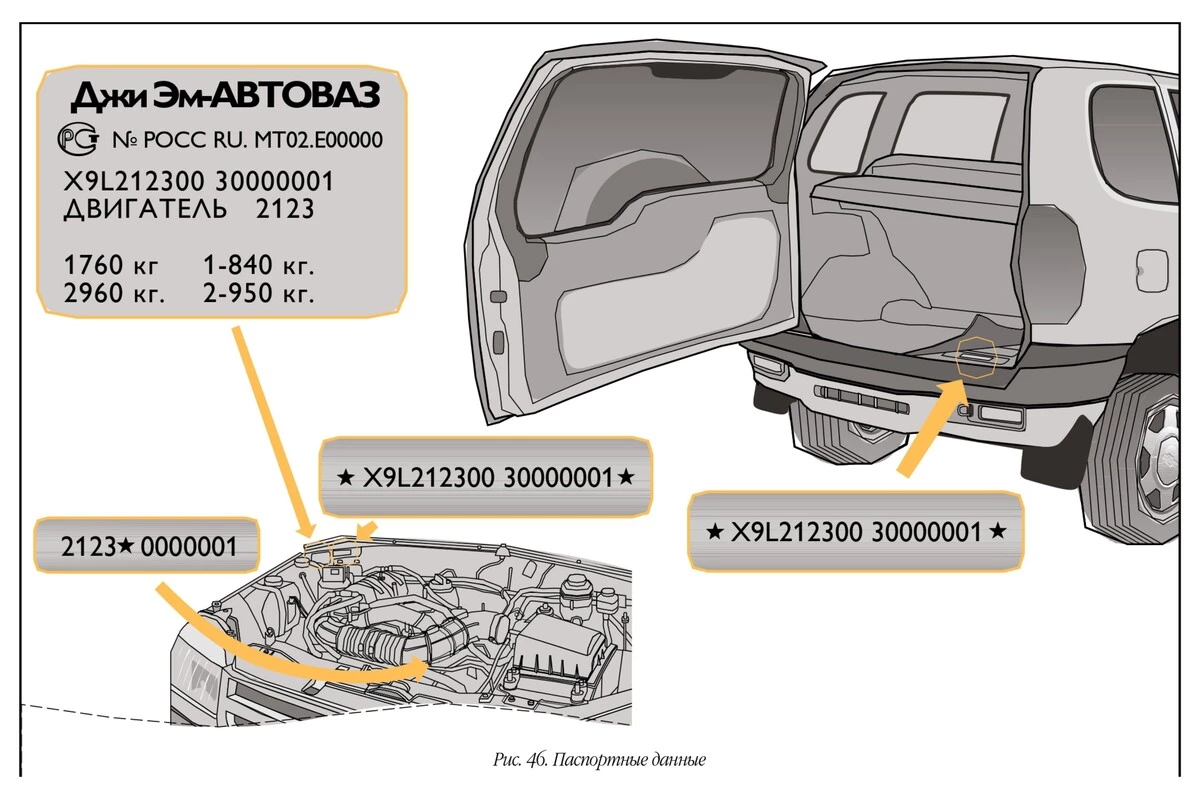 Джи Эм-АВТОВАЗ
РСТ № РОСС RU. МТ02.Е00000
X9L212300 30000001
ДВИГАТЕЛЬ 2123
1760 кг 1-840 кг.
2960 кг. 2-950 кг.
★ X9L212300 30000001 ★
2123★0000001
★ X9L212300 30000001 ★
Рис. 46. Паспортные данные